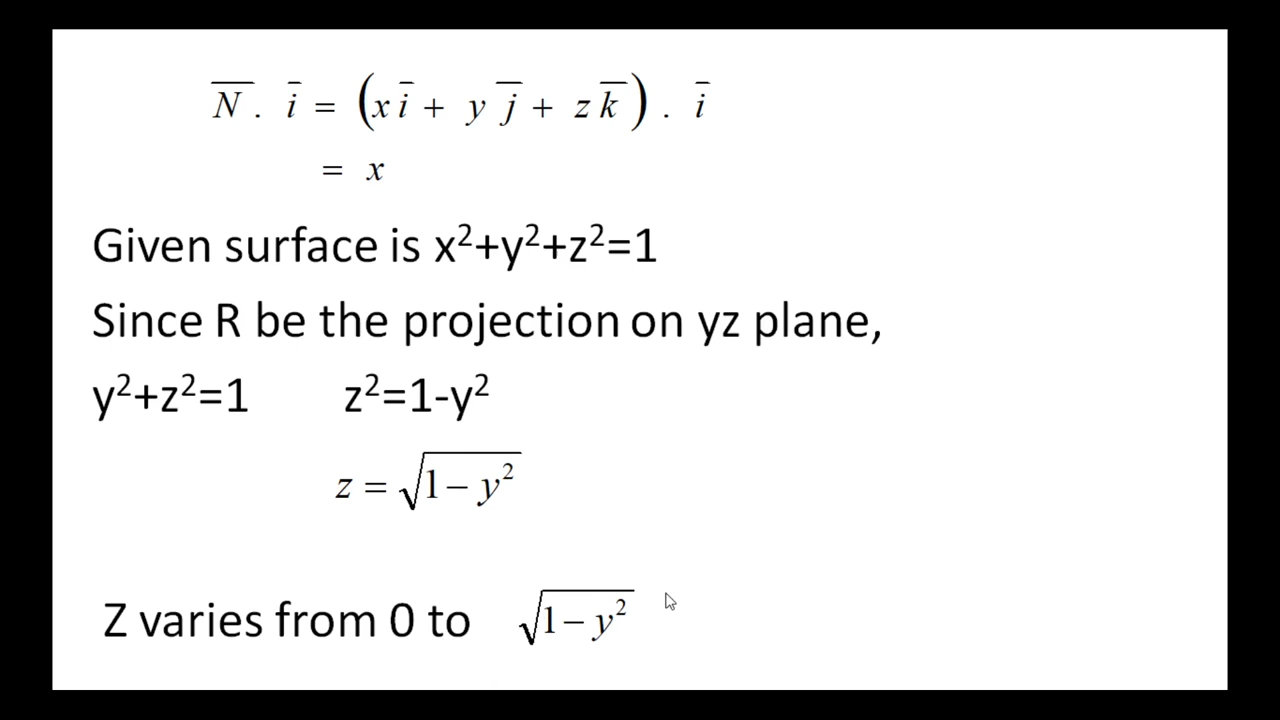 N̅ . i̅ = (x i̅ + y j̅ + z k̅) . i̅
= x
Given surface is x²+y²+z²=1
Since R be the projection on yz plane,
y²+z²=1 z²=1-y²
z = √(1 − y²)
Z varies from 0 to √(1 − y²)